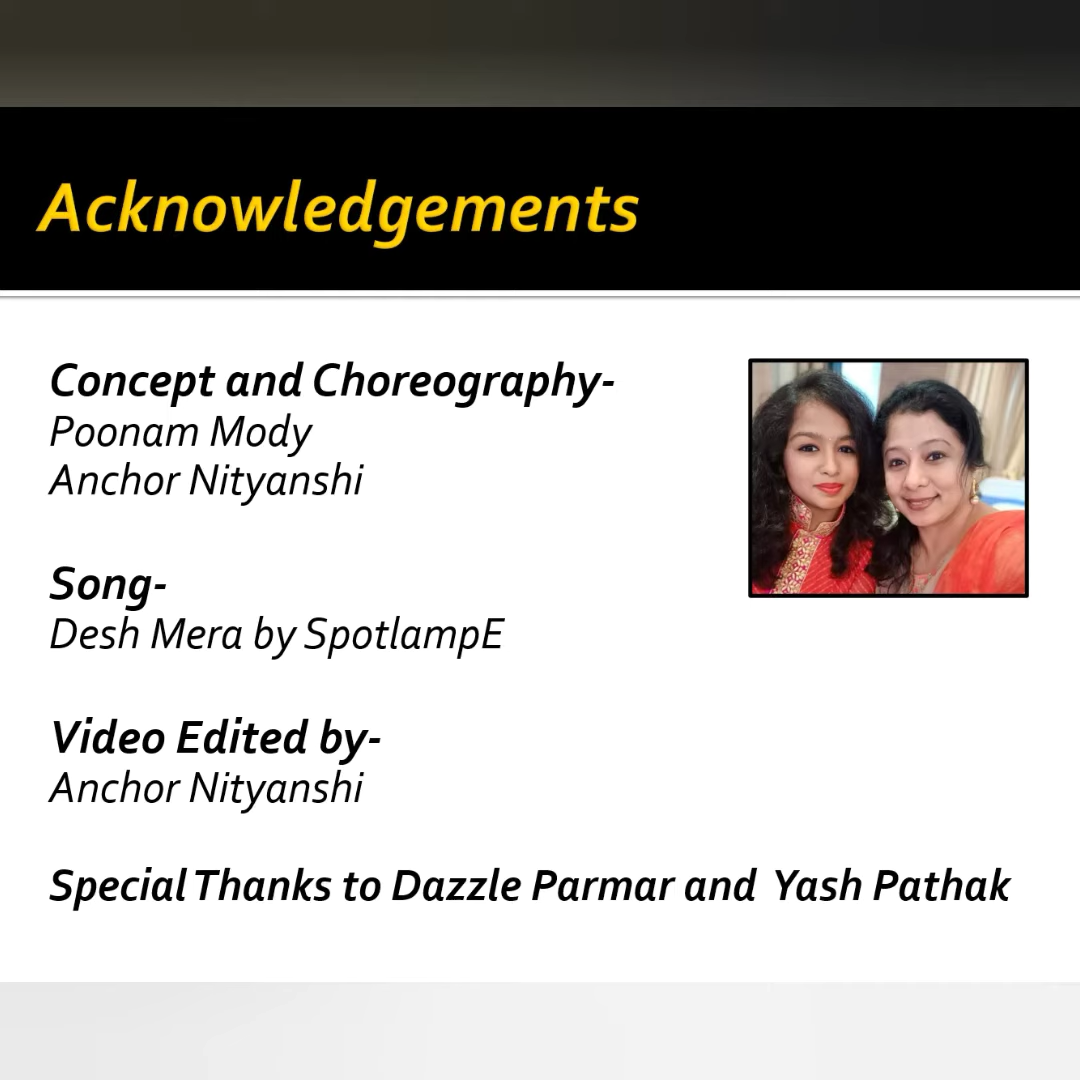 Acknowledgements
Concept and Choreography-
Poonam Mody
Anchor Nityanshi
Song-
Desh Mera by SpotlampE
Video Edited by-
Anchor Nityanshi
Special Thanks to Dazzle Parmar and Yash Pathak